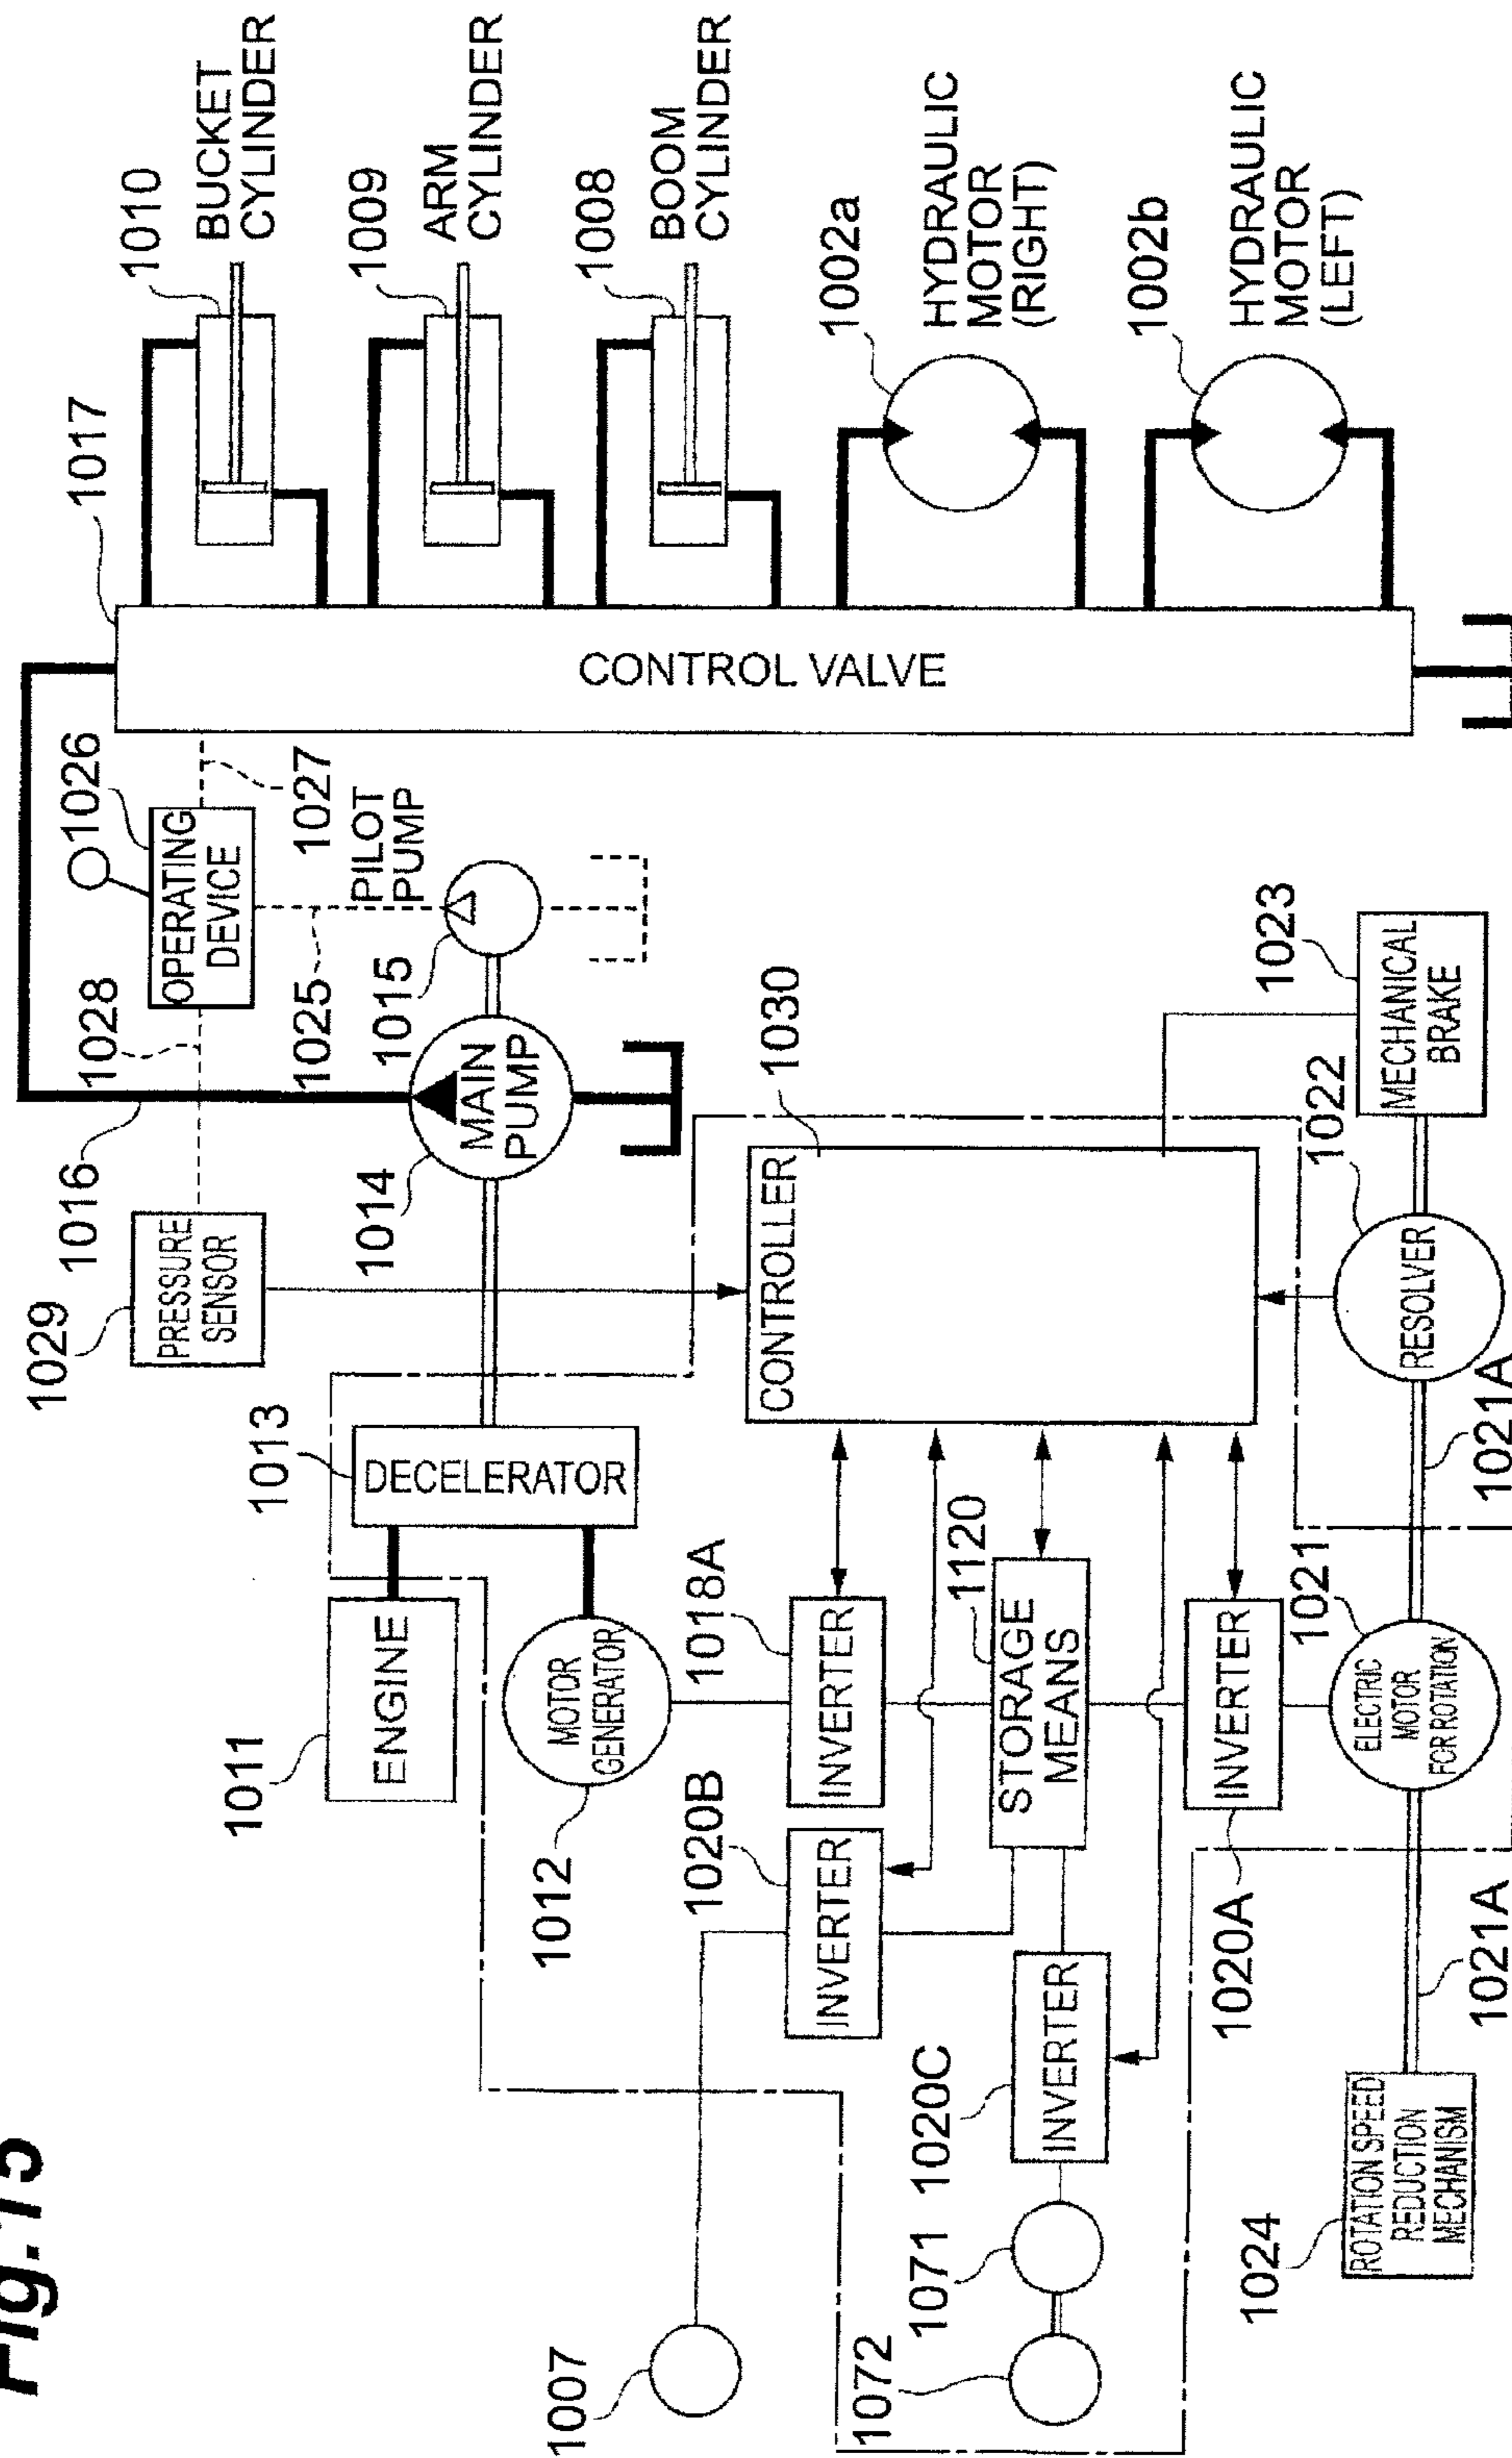 Fig.15
1010
BUCKET
CYLINDER
1009
ARM
CYLINDER
1008
BOOM
CYLINDER
1002a
HYDRAULIC
MOTOR
(RIGHT)
1002b
HYDRAULIC
MOTOR
(LEFT)
1017
CONTROL VALVE
1026
OPERATING
DEVICE
1027
PILOT
PUMP
1028
1025
1015
1016
MAIN
PUMP
1014
1029
PRESSURE
SENSOR
1030
CONTROLLER
1023
MECHANICAL
BRAKE
1022
RESOLVER
1021A
1013
DECELERATOR
1011
ENGINE
1012
MOTOR
GENERATOR
1018A
INVERTER
1120
STORAGE
MEANS
1021
ELECTRIC
MOTOR
FOR ROTATION
INVERTER
1020A
1020B
INVERTER
1020C
INVERTER
1021A
1007
1071
1072
1024
ROTATION SPEED
REDUCTION
MECHANISM